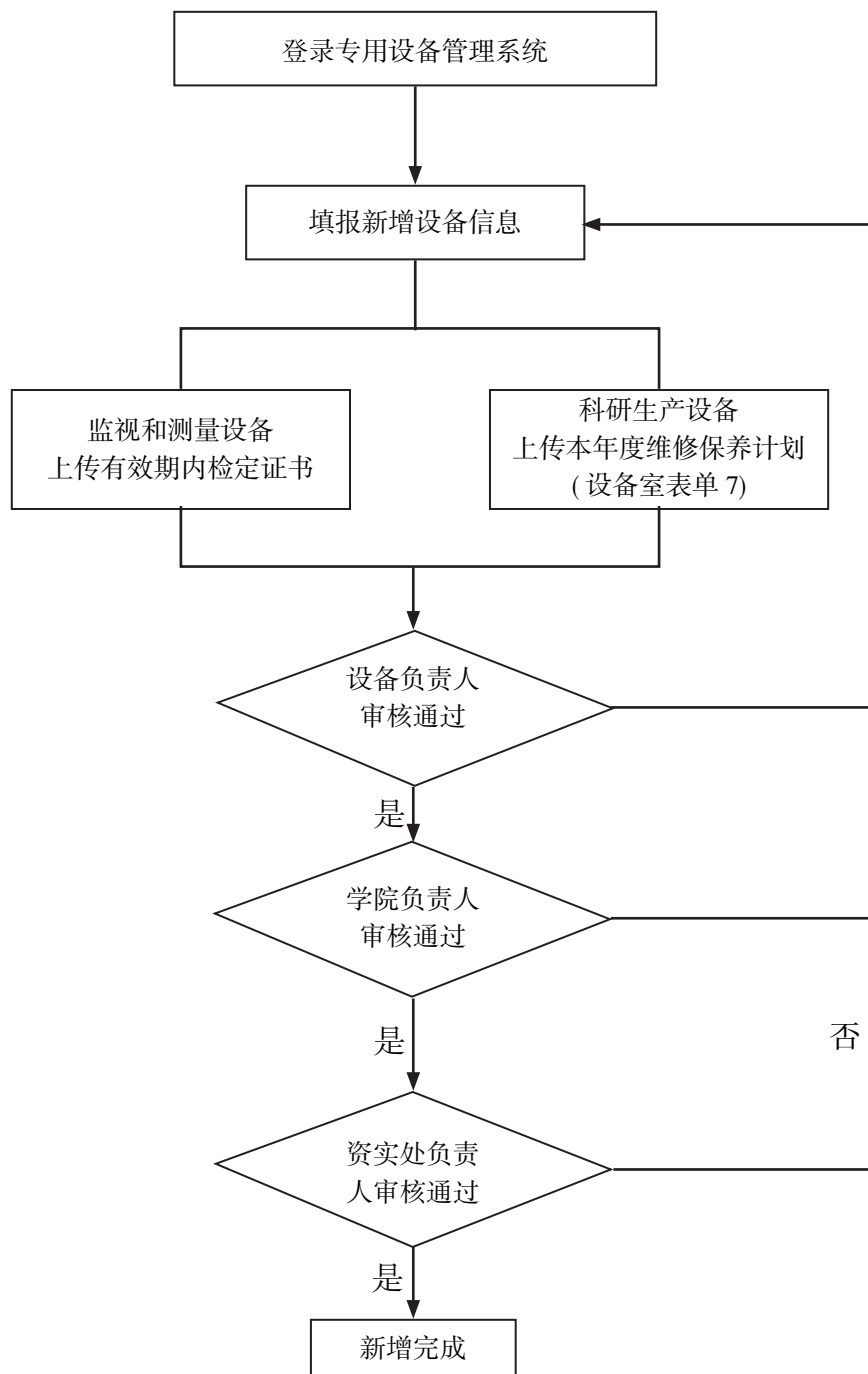 登录专用设备管理系统
填报新增设备信息
监视和测量设备
上传有效期内检定证书
科研生产设备
上传本年度维修保养计划
( 设备室表单 7)
设备负责人
审核通过
是
学院负责人
审核通过
是
否
资实处负责
人审核通过
是
新增完成